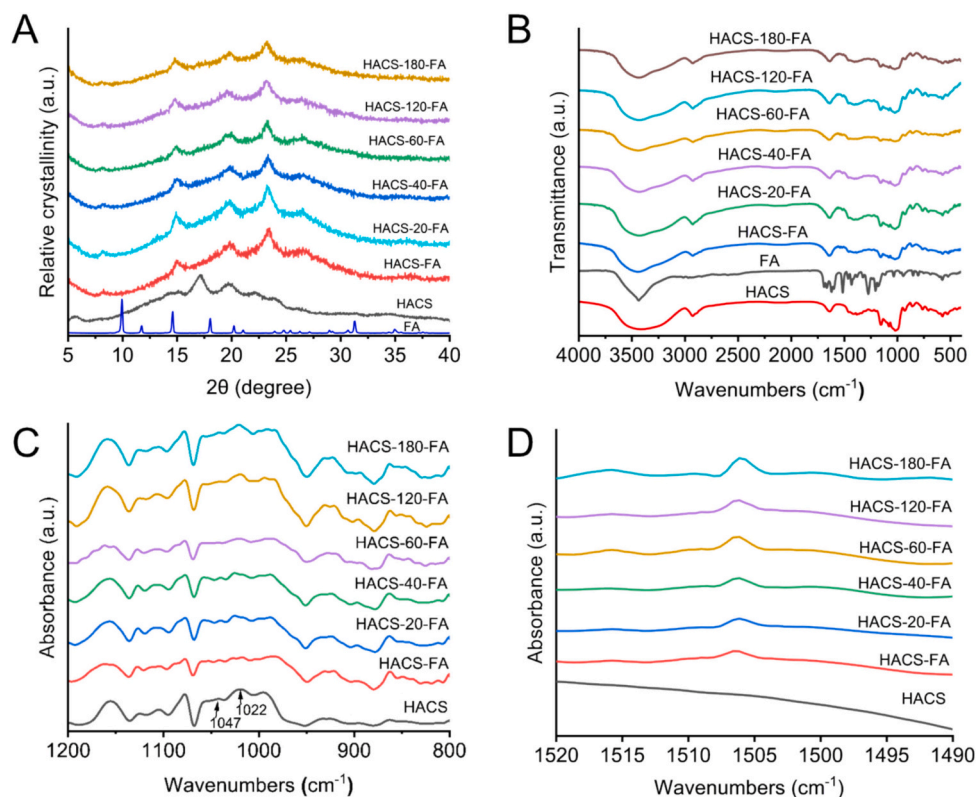 A
Relative crystallinity (a.u.)
HACS-180-FA
HACS-120-FA
HACS-60-FA
HACS-40-FA
HACS-20-FA
HACS-FA
HACS
FA
5 10 15 20 25 30 35 40
2θ (degree)
B
Transmittance (a.u.)
HACS-180-FA
HACS-120-FA
HACS-60-FA
HACS-40-FA
HACS-20-FA
HACS-FA
FA
HACS
4000 3500 3000 2500 2000 1500 1000 500
Wavenumbers (cm⁻¹)
C
Absorbance (a.u.)
HACS-180-FA
HACS-120-FA
HACS-60-FA
HACS-40-FA
HACS-20-FA
HACS-FA
HACS
1047
1022
1200 1100 1000 900 800
Wavenumbers (cm⁻¹)
D
Absorbance (a.u.)
HACS-180-FA
HACS-120-FA
HACS-60-FA
HACS-40-FA
HACS-20-FA
HACS-FA
HACS
1520 1515 1510 1505 1500 1495 1490
Wavenumbers (cm⁻¹)